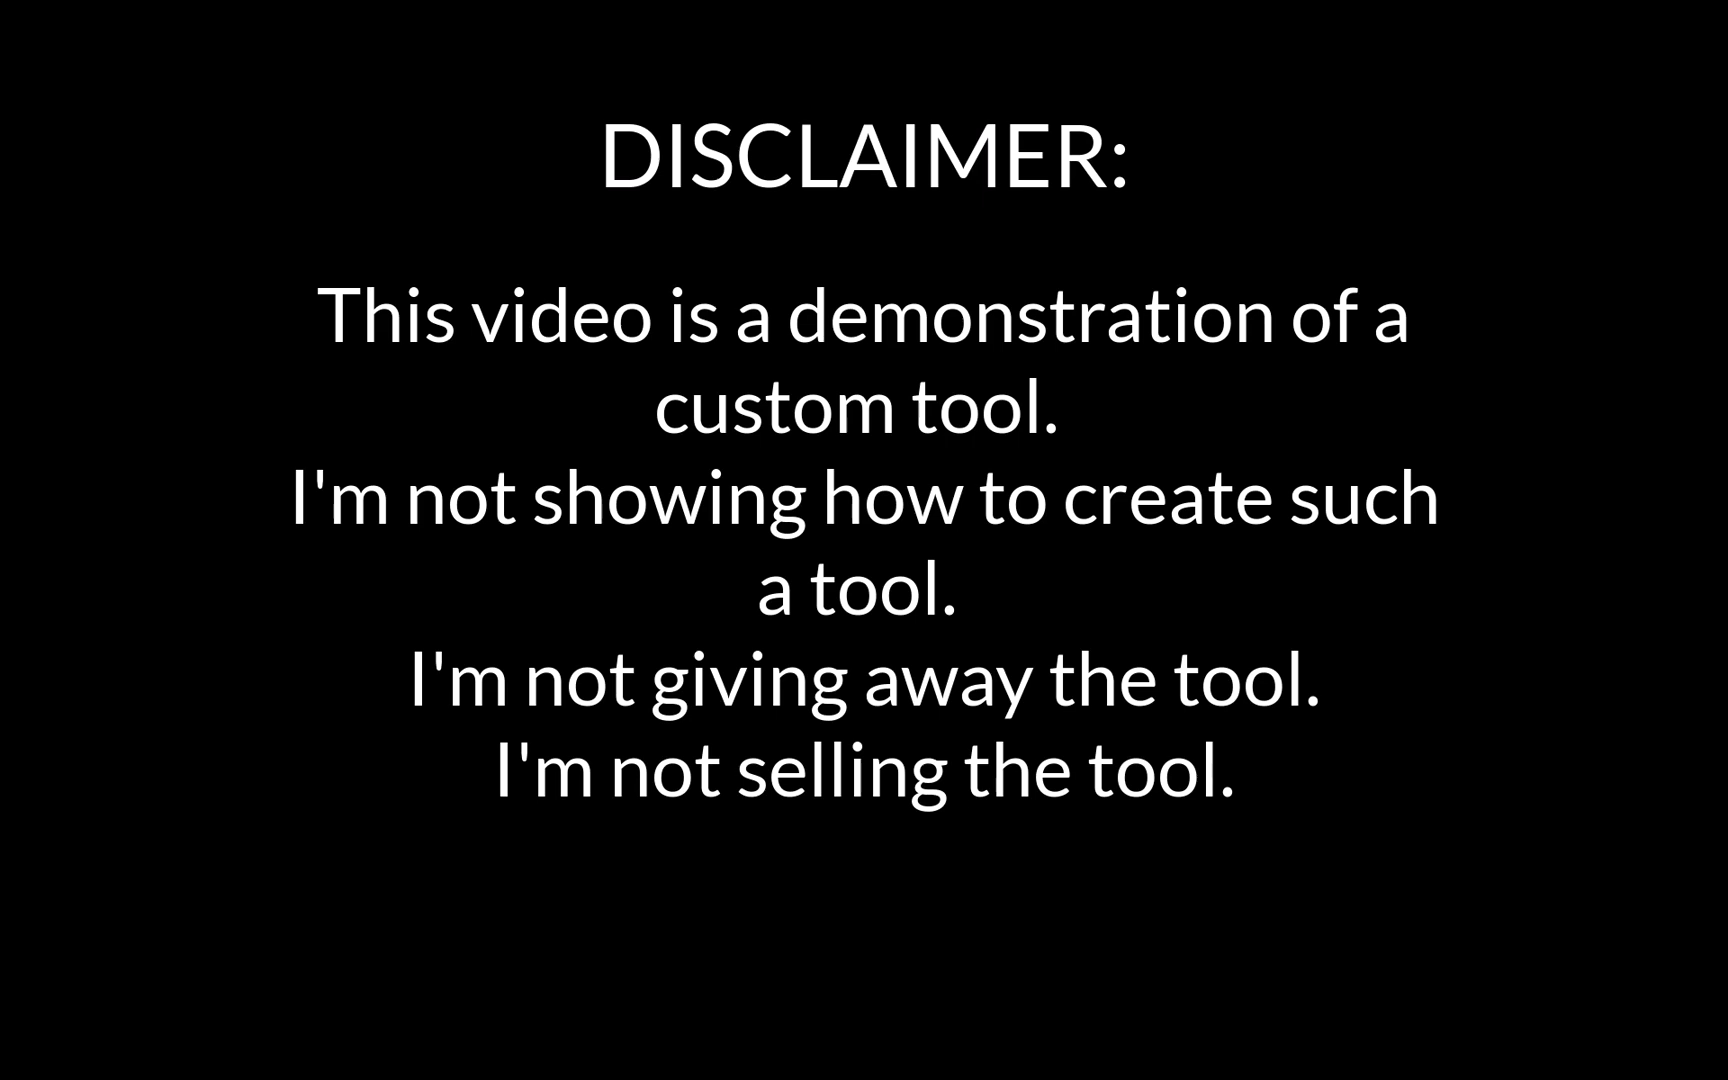 DISCLAIMER:
This video is a demonstration of a
custom tool.
I'm not showing how to create such
a tool.
I'm not giving away the tool.
I'm not selling the tool.